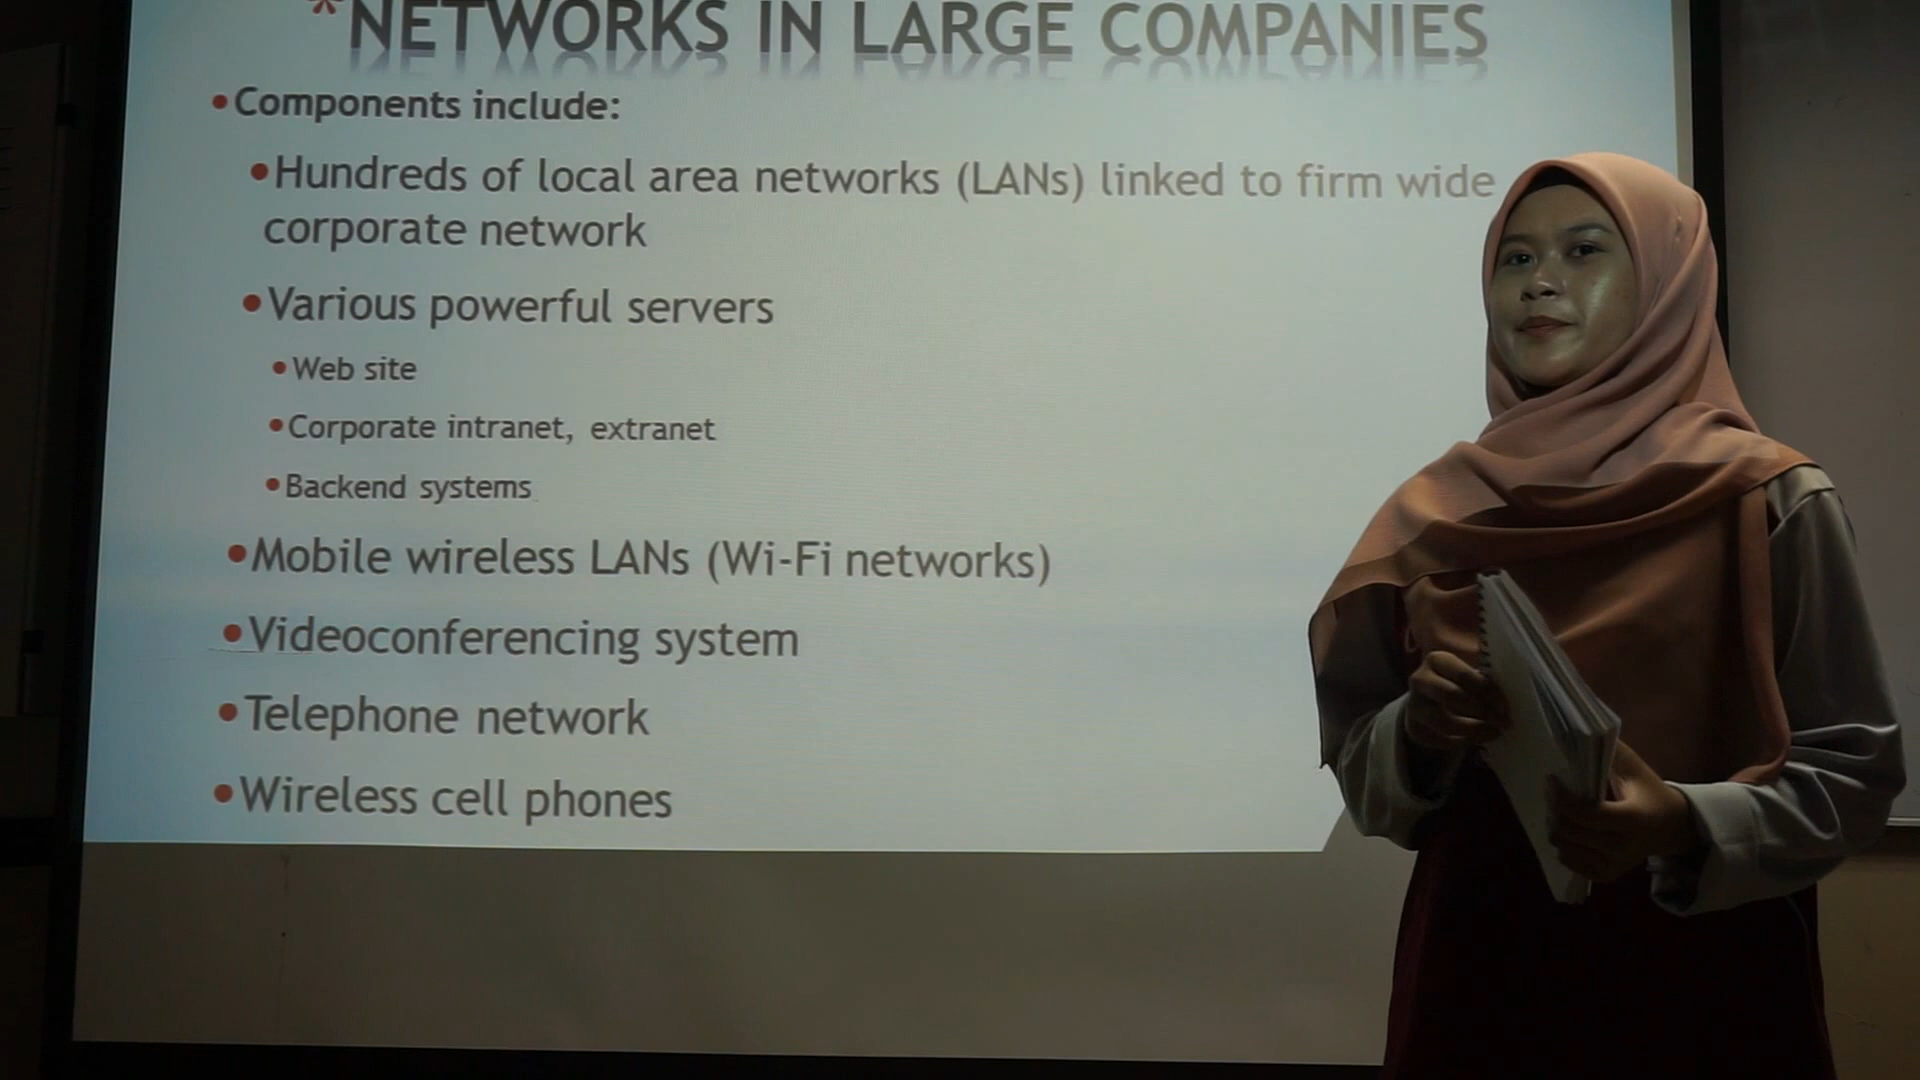 *NETWORKS IN LARGE COMPANIES
•Components include:
•Hundreds of local area networks (LANs) linked to firm wide
corporate network
•Various powerful servers
•Web site
•Corporate intranet, extranet
•Backend systems
•Mobile wireless LANs (Wi-Fi networks)
•Videoconferencing system
•Telephone network
•Wireless cell phones